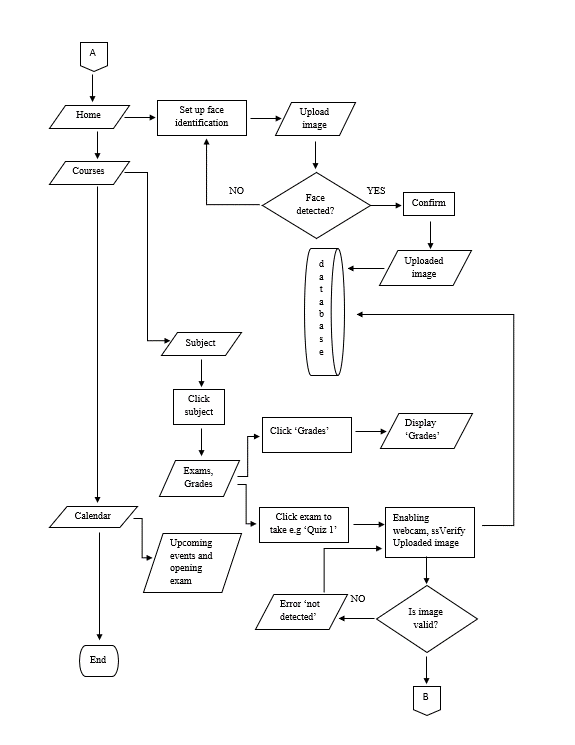 A
Home
Set up face
identification
Upload
image
Courses
NO
Face
detected?
YES
Confirm
Uploaded
image
d
a
t
a
b
a
s
e
Subject
Click
subject
Click ‘Grades’
Display
‘Grades’
Exams,
Grades
Calendar
Click exam to
take e.g ‘Quiz 1’
Enabling
webcam, ssVerify
Uploaded image
Upcoming
events and
opening
exam
Error ‘not
detected’
NO
Is image
valid?
End
B